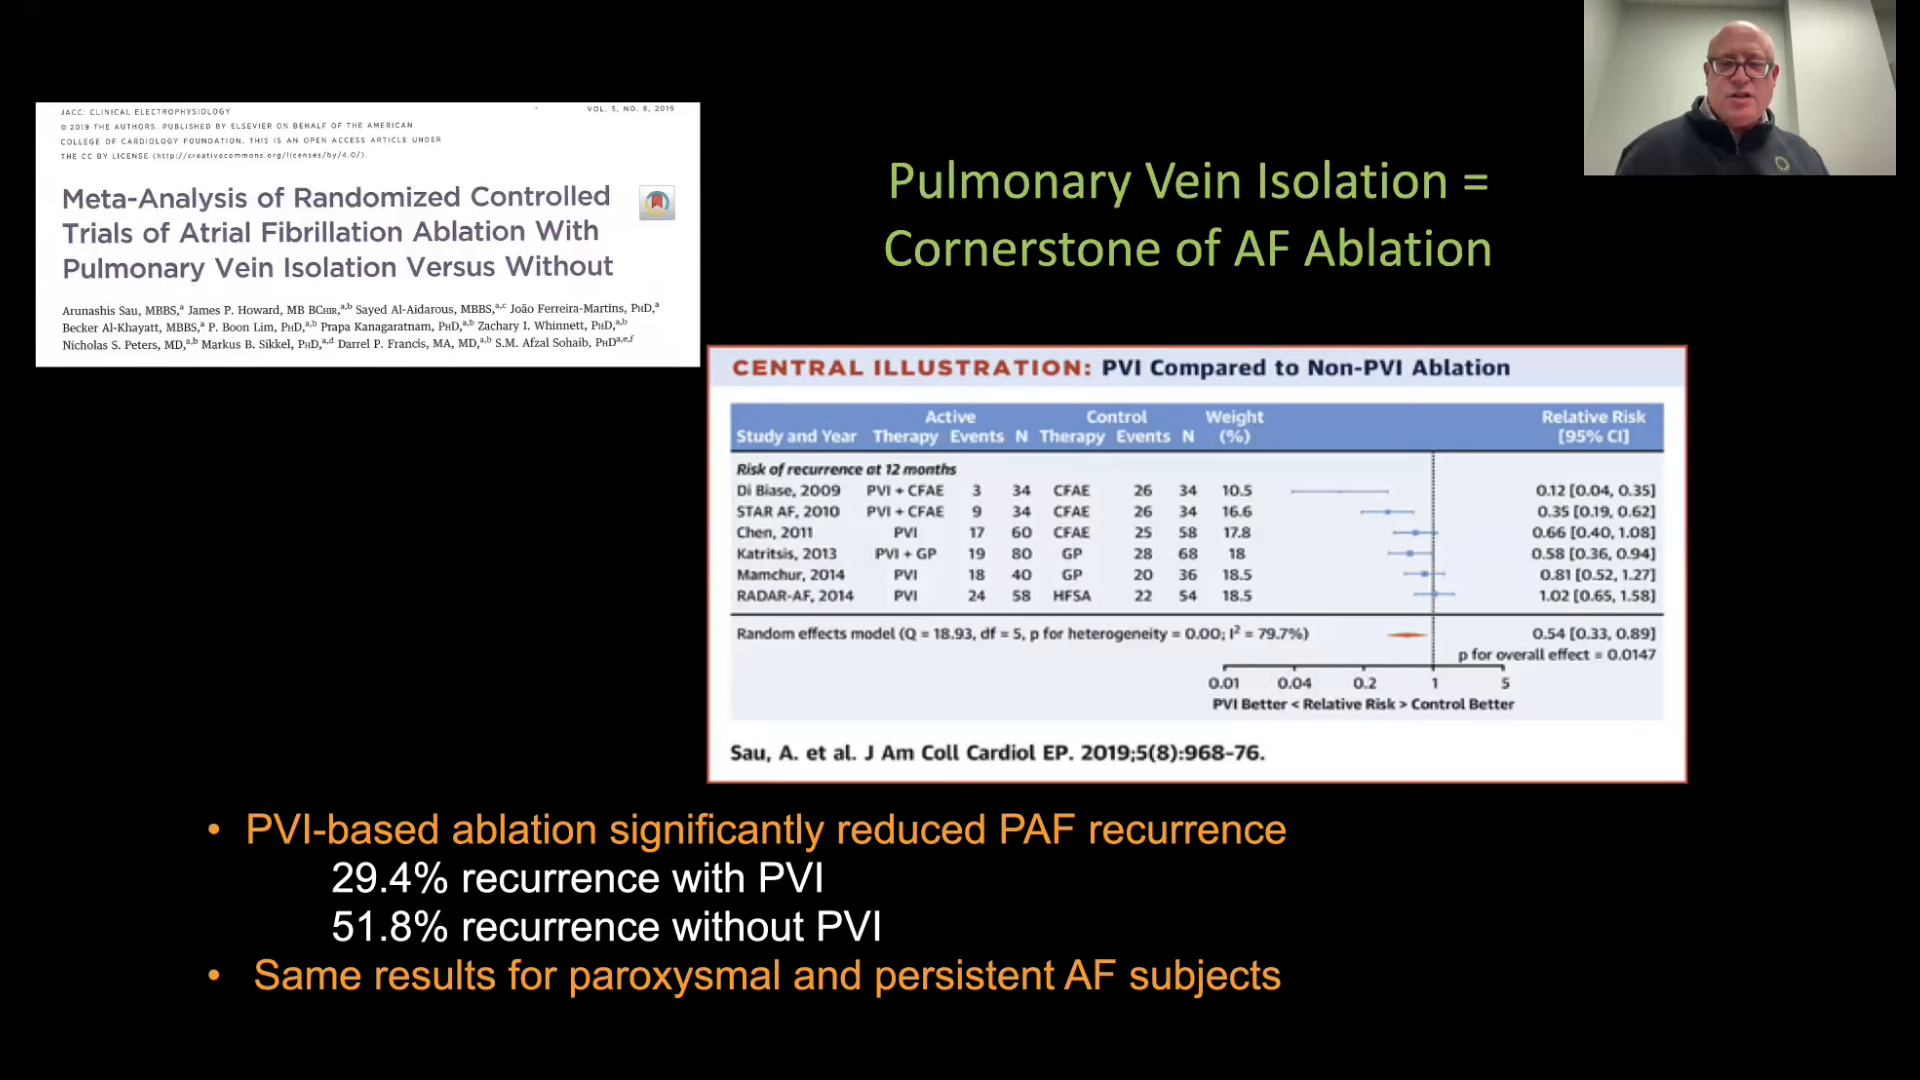 JACC: CLINICAL ELECTROPHYSIOLOGY VOL. 5, NO. 8, 2019
© 2019 THE AUTHORS. PUBLISHED BY ELSEVIER ON BEHALF OF THE AMERICAN
COLLEGE OF CARDIOLOGY FOUNDATION. THIS IS AN OPEN ACCESS ARTICLE UNDER
THE CC BY LICENSE (http://creativecommons.org/licenses/by/4.0/).
Meta-Analysis of Randomized Controlled
Trials of Atrial Fibrillation Ablation With
Pulmonary Vein Isolation Versus Without
Arunashis Sau, MBBS,a James P. Howard, MB BCHIR,a,b Sayed Al-Aidarous, MBBS,a,c João Ferreira-Martins, PHD,a
Becker Al-Khayatt, MBBS,a P. Boon Lim, PHD,a,b Prapa Kanagaratnam, PHD,a,b Zachary I. Whinnett, PHD,a,b
Nicholas S. Peters, MD,a,b Markus B. Sikkel, PHD,a,d Darrel P. Francis, MA, MD,a,b S.M. Afzal Sohaib, PHDa,e,f
Pulmonary Vein Isolation =
Cornerstone of AF Ablation
CENTRAL ILLUSTRATION: PVI Compared to Non-PVI Ablation
Active Control Weight Relative Risk
Study and Year Therapy Events N Therapy Events N (%) [95% CI]
Risk of recurrence at 12 months
Di Biase, 2009 PVI + CFAE 3 34 CFAE 26 34 10.5 0.12 [0.04, 0.35]
STAR AF, 2010 PVI + CFAE 9 34 CFAE 26 34 16.6 0.35 [0.19, 0.62]
Chen, 2011 PVI 17 60 CFAE 25 58 17.8 0.66 [0.40, 1.08]
Katritsis, 2013 PVI + GP 19 80 GP 28 68 18 0.58 [0.36, 0.94]
Mamchur, 2014 PVI 18 40 GP 20 36 18.5 0.81 [0.52, 1.27]
RADAR-AF, 2014 PVI 24 58 HFSA 22 54 18.5 1.02 [0.65, 1.58]
Random effects model (Q = 18.93, df = 5, p for heterogeneity = 0.00; I2 = 79.7%) 0.54 [0.33, 0.89]
p for overall effect = 0.0147
0.01 0.04 0.2 1 5
PVI Better < Relative Risk > Control Better
Sau, A. et al. J Am Coll Cardiol EP. 2019;5(8):968–76.
• PVI-based ablation significantly reduced PAF recurrence
29.4% recurrence with PVI
51.8% recurrence without PVI
• Same results for paroxysmal and persistent AF subjects